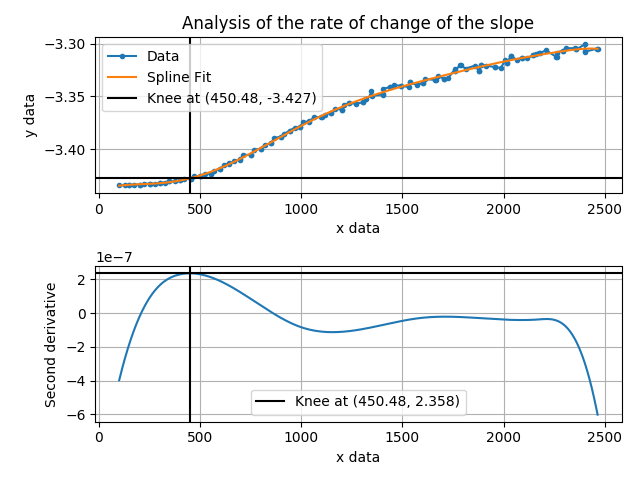 Analysis of the rate of change of the slope
y data
−3.30
−3.35
−3.40
Data
Spline Fit
Knee at (450.48, -3.427)
0 500 1000 1500 2000 2500
x data
1e−7
Second derivative
2
0
−2
−4
−6
Knee at (450.48, 2.358)
0 500 1000 1500 2000 2500
x data